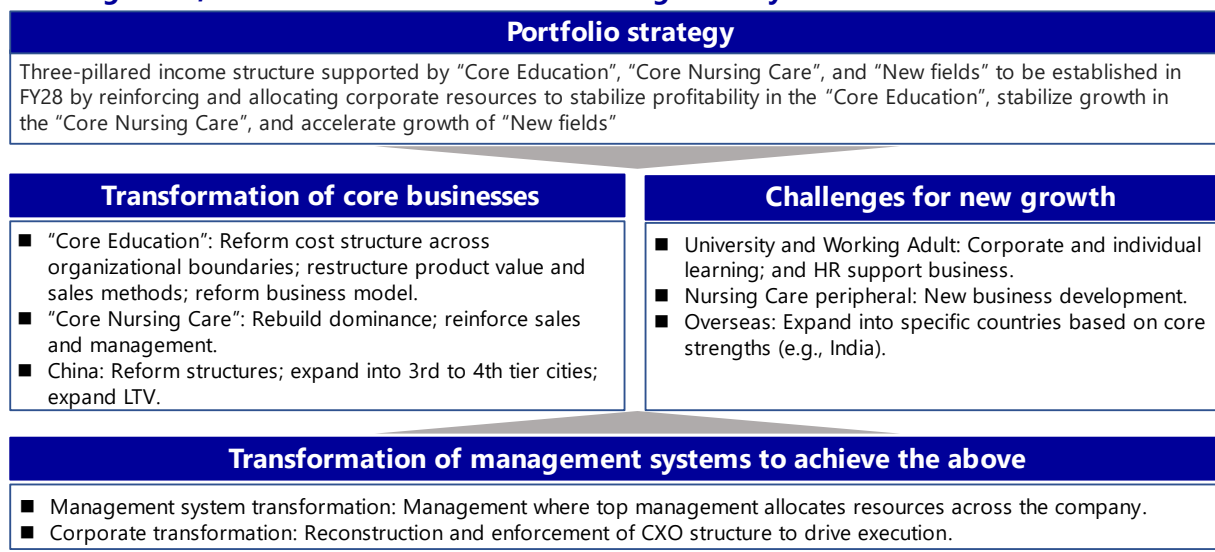 Portfolio strategy
Three-pillared income structure supported by “Core Education”, “Core Nursing Care”, and “New fields” to be established in
FY28 by reinforcing and allocating corporate resources to stabilize profitability in the “Core Education”, stabilize growth in
the “Core Nursing Care”, and accelerate growth of “New fields”
Transformation of core businesses
■ “Core Education”: Reform cost structure across
organizational boundaries; restructure product value and
sales methods; reform business model.
■ “Core Nursing Care”: Rebuild dominance; reinforce sales
and management.
■ China: Reform structures; expand into 3rd to 4th tier cities;
expand LTV.
Challenges for new growth
■ University and Working Adult: Corporate and individual
learning; and HR support business.
■ Nursing Care peripheral: New business development.
■ Overseas: Expand into specific countries based on core
strengths (e.g., India).
Transformation of management systems to achieve the above
■ Management system transformation: Management where top management allocates resources across the company.
■ Corporate transformation: Reconstruction and enforcement of CXO structure to drive execution.